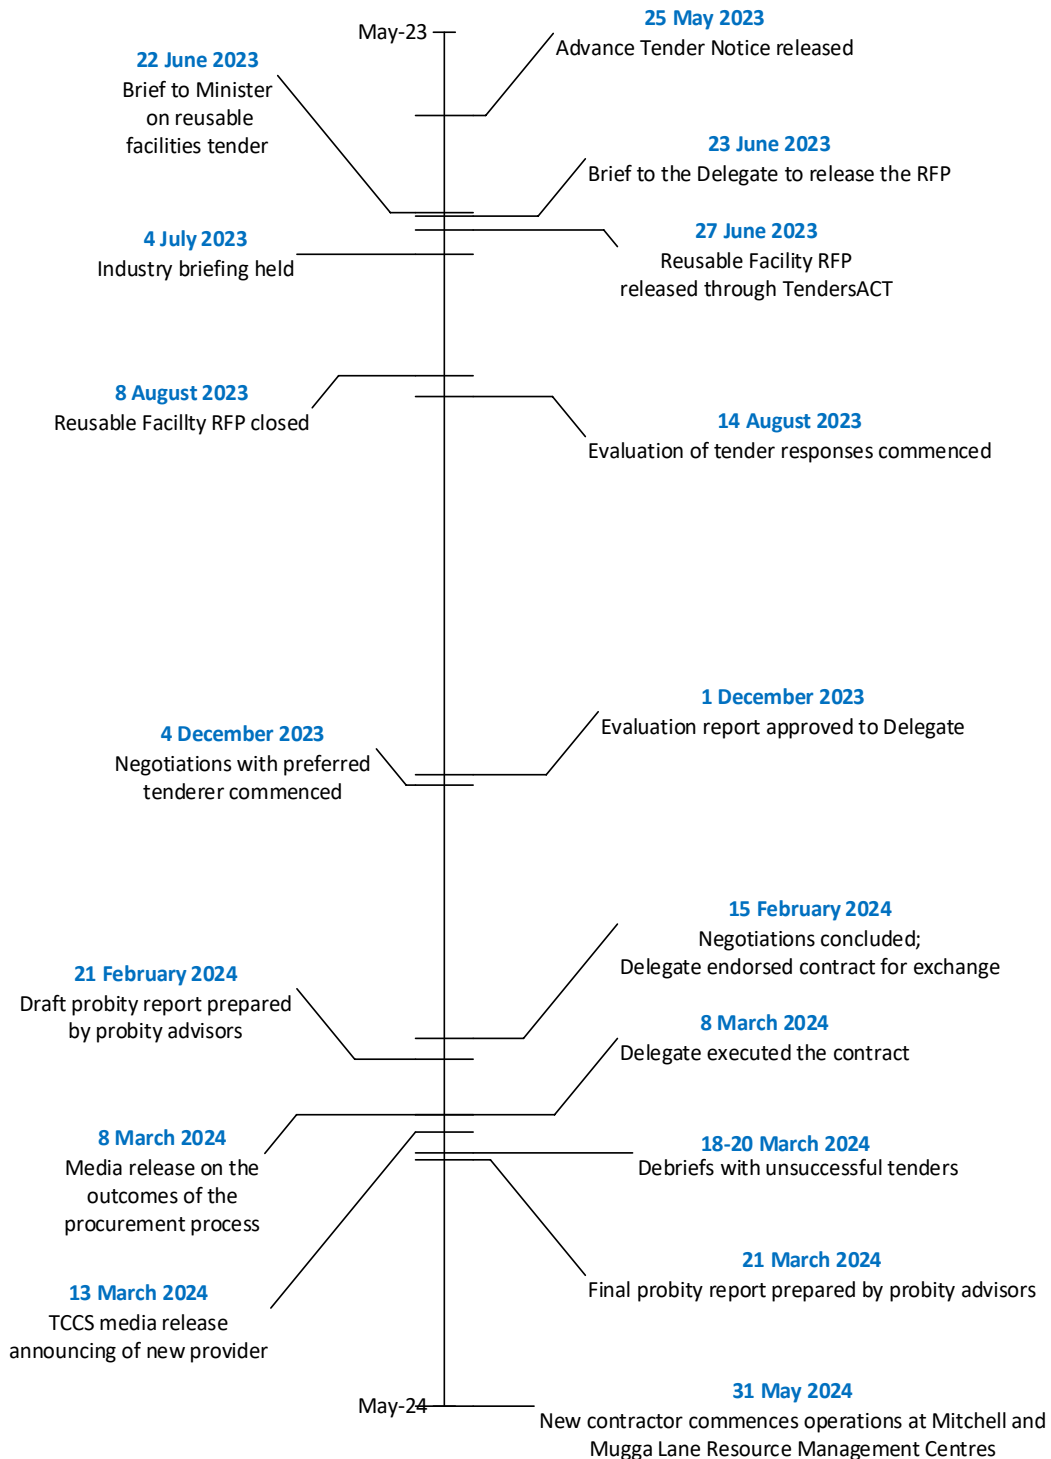 May-23
25 May 2023
Advance Tender Notice released
22 June 2023
Brief to Minister
on reusable
facilities tender
23 June 2023
Brief to the Delegate to release the RFP
27 June 2023
Reusable Facility RFP
released through TendersACT
4 July 2023
Industry briefing held
8 August 2023
Reusable Facillty RFP closed
14 August 2023
Evaluation of tender responses commenced
1 December 2023
Evaluation report approved to Delegate
4 December 2023
Negotiations with preferred
tenderer commenced
15 February 2024
Negotiations concluded;
Delegate endorsed contract for exchange
21 February 2024
Draft probity report prepared
by probity advisors
8 March 2024
Delegate executed the contract
8 March 2024
Media release on the
outcomes of the
procurement process
18-20 March 2024
Debriefs with unsuccessful tenders
13 March 2024
TCCS media release
announcing of new provider
21 March 2024
Final probity report prepared by probity advisors
May-24
31 May 2024
New contractor commences operations at Mitchell and
Mugga Lane Resource Management Centres